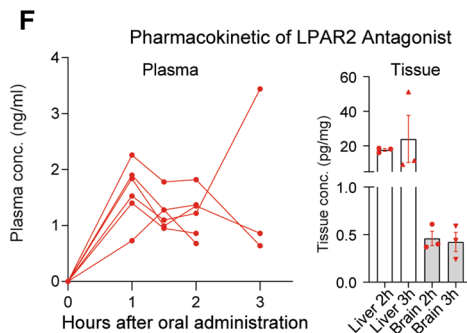 F
Pharmacokinetic of LPAR2 Antagonist
Plasma
Tissue
Plasma conc. (ng/ml)
4
3
2
1
0
0 1 2 3
Hours after oral administration
Tissue conc. (pg/mg)
60
40
20
1.0
0.5
0.0
Liver 2h
Liver 3h
Brain 2h
Brain 3h